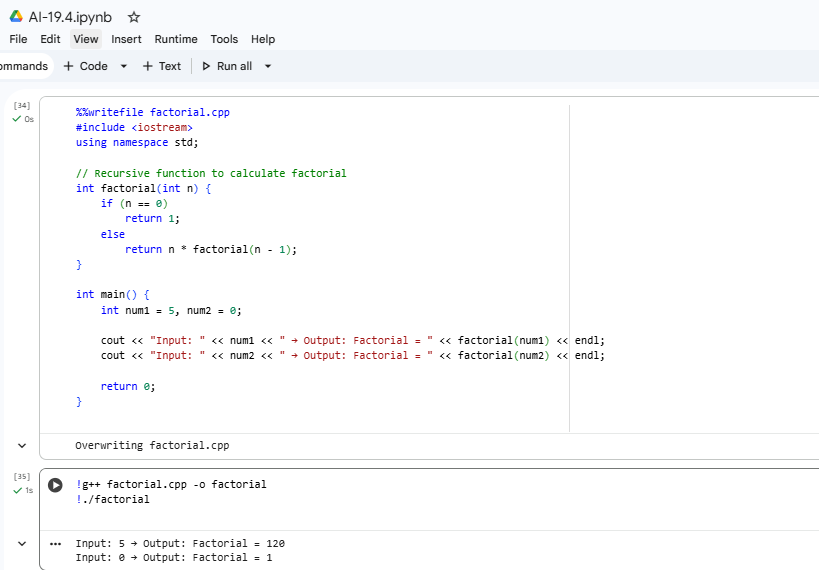 AI-19.4.ipynb
File Edit View Insert Runtime Tools Help
ommands + Code + Text Run all
[34]
0s
%%writefile factorial.cpp
#include <iostream>
using namespace std;
// Recursive function to calculate factorial
int factorial(int n) {
    if (n == 0)
        return 1;
    else
        return n * factorial(n - 1);
}
int main() {
    int num1 = 5, num2 = 0;
    cout << "Input: " << num1 << " → Output: Factorial = " << factorial(num1) << endl;
    cout << "Input: " << num2 << " → Output: Factorial = " << factorial(num2) << endl;
    return 0;
}
Overwriting factorial.cpp
[35]
1s
!g++ factorial.cpp -o factorial
!./factorial
Input: 5 → Output: Factorial = 120
Input: 0 → Output: Factorial = 1